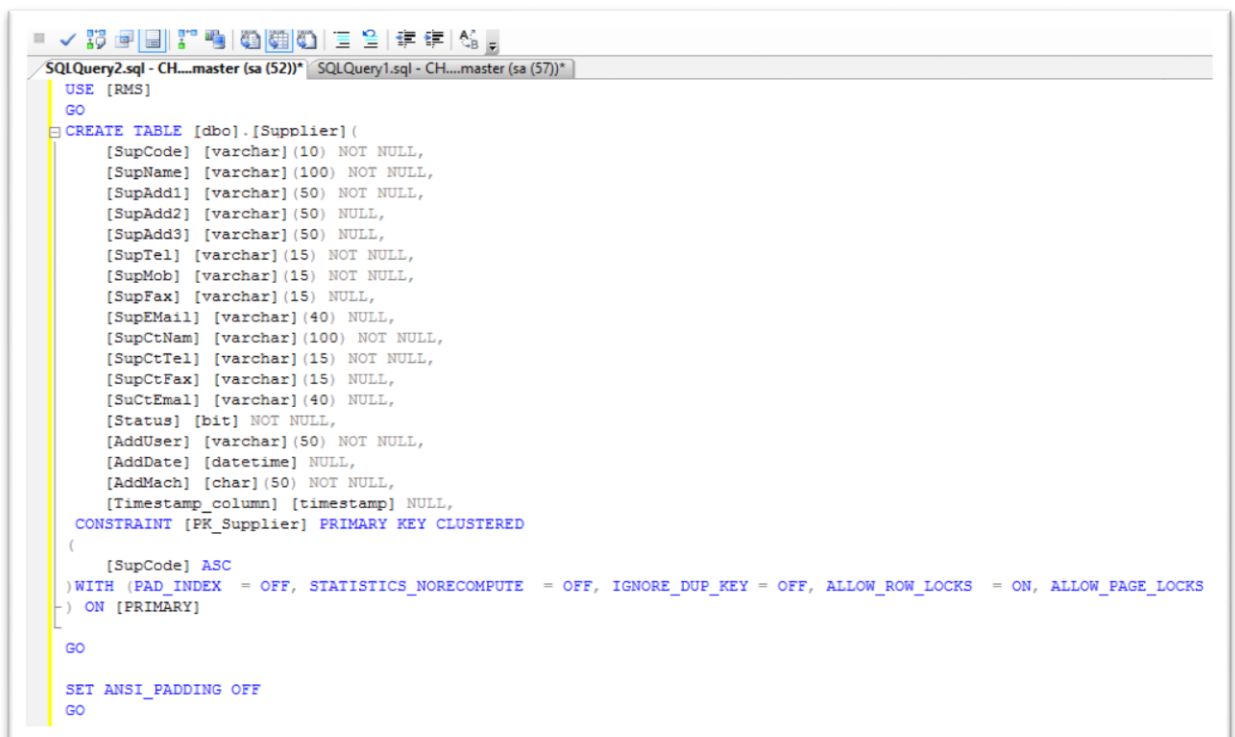 SQLQuery2.sql - CH....master (sa (52))* SQLQuery1.sql - CH....master (sa (57))*
USE [RMS]
GO
CREATE TABLE [dbo].[Supplier](
[SupCode] [varchar](10) NOT NULL,
[SupName] [varchar](100) NOT NULL,
[SupAdd1] [varchar](50) NOT NULL,
[SupAdd2] [varchar](50) NULL,
[SupAdd3] [varchar](50) NULL,
[SupTel] [varchar](15) NOT NULL,
[SupMob] [varchar](15) NOT NULL,
[SupFax] [varchar](15) NULL,
[SupEMail] [varchar](40) NULL,
[SupCtNam] [varchar](100) NOT NULL,
[SupCtTel] [varchar](15) NOT NULL,
[SupCtFax] [varchar](15) NULL,
[SuCtEmal] [varchar](40) NULL,
[Status] [bit] NOT NULL,
[AddUser] [varchar](50) NOT NULL,
[AddDate] [datetime] NULL,
[AddMach] [char](50) NOT NULL,
[Timestamp_column] [timestamp] NULL,
CONSTRAINT [PK_Supplier] PRIMARY KEY CLUSTERED
(
[SupCode] ASC
)WITH (PAD_INDEX = OFF, STATISTICS_NORECOMPUTE = OFF, IGNORE_DUP_KEY = OFF, ALLOW_ROW_LOCKS = ON, ALLOW_PAGE_LOCKS
) ON [PRIMARY]
GO
SET ANSI_PADDING OFF
GO